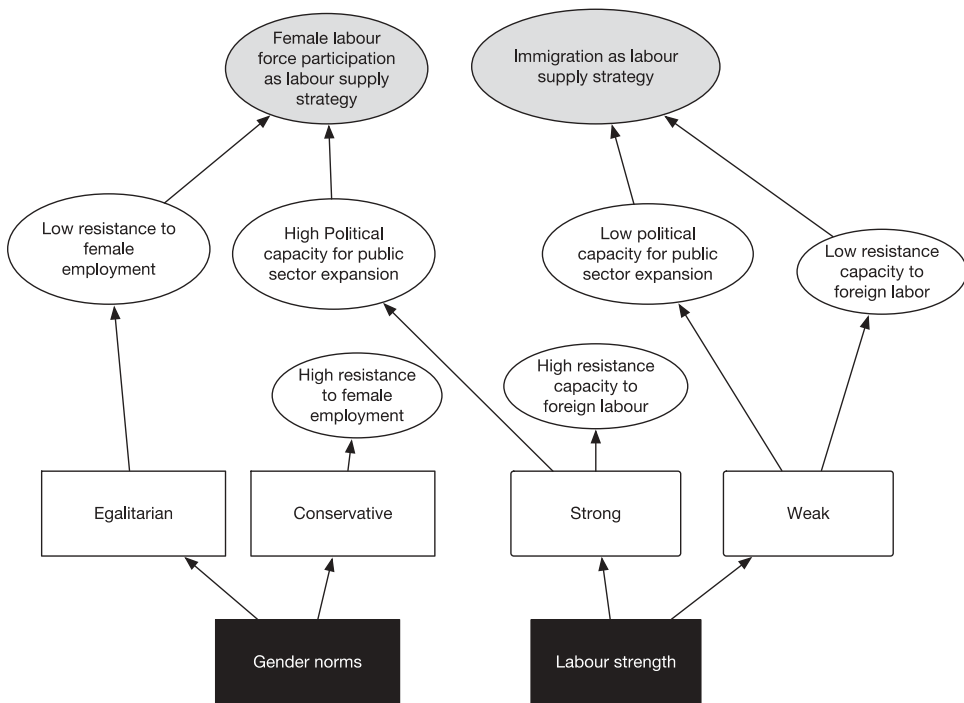 Female labour
force participation
as labour supply
strategy
Immigration as labour
supply strategy
Low resistance to
female
employment
High Political
capacity for public
sector expansion
Low political
capacity for public
sector expansion
Low resistance
capacity to
foreign labor
High resistance
to female
employment
High resistance
capacity to
foreign labour
Egalitarian
Conservative
Strong
Weak
Gender norms
Labour strength